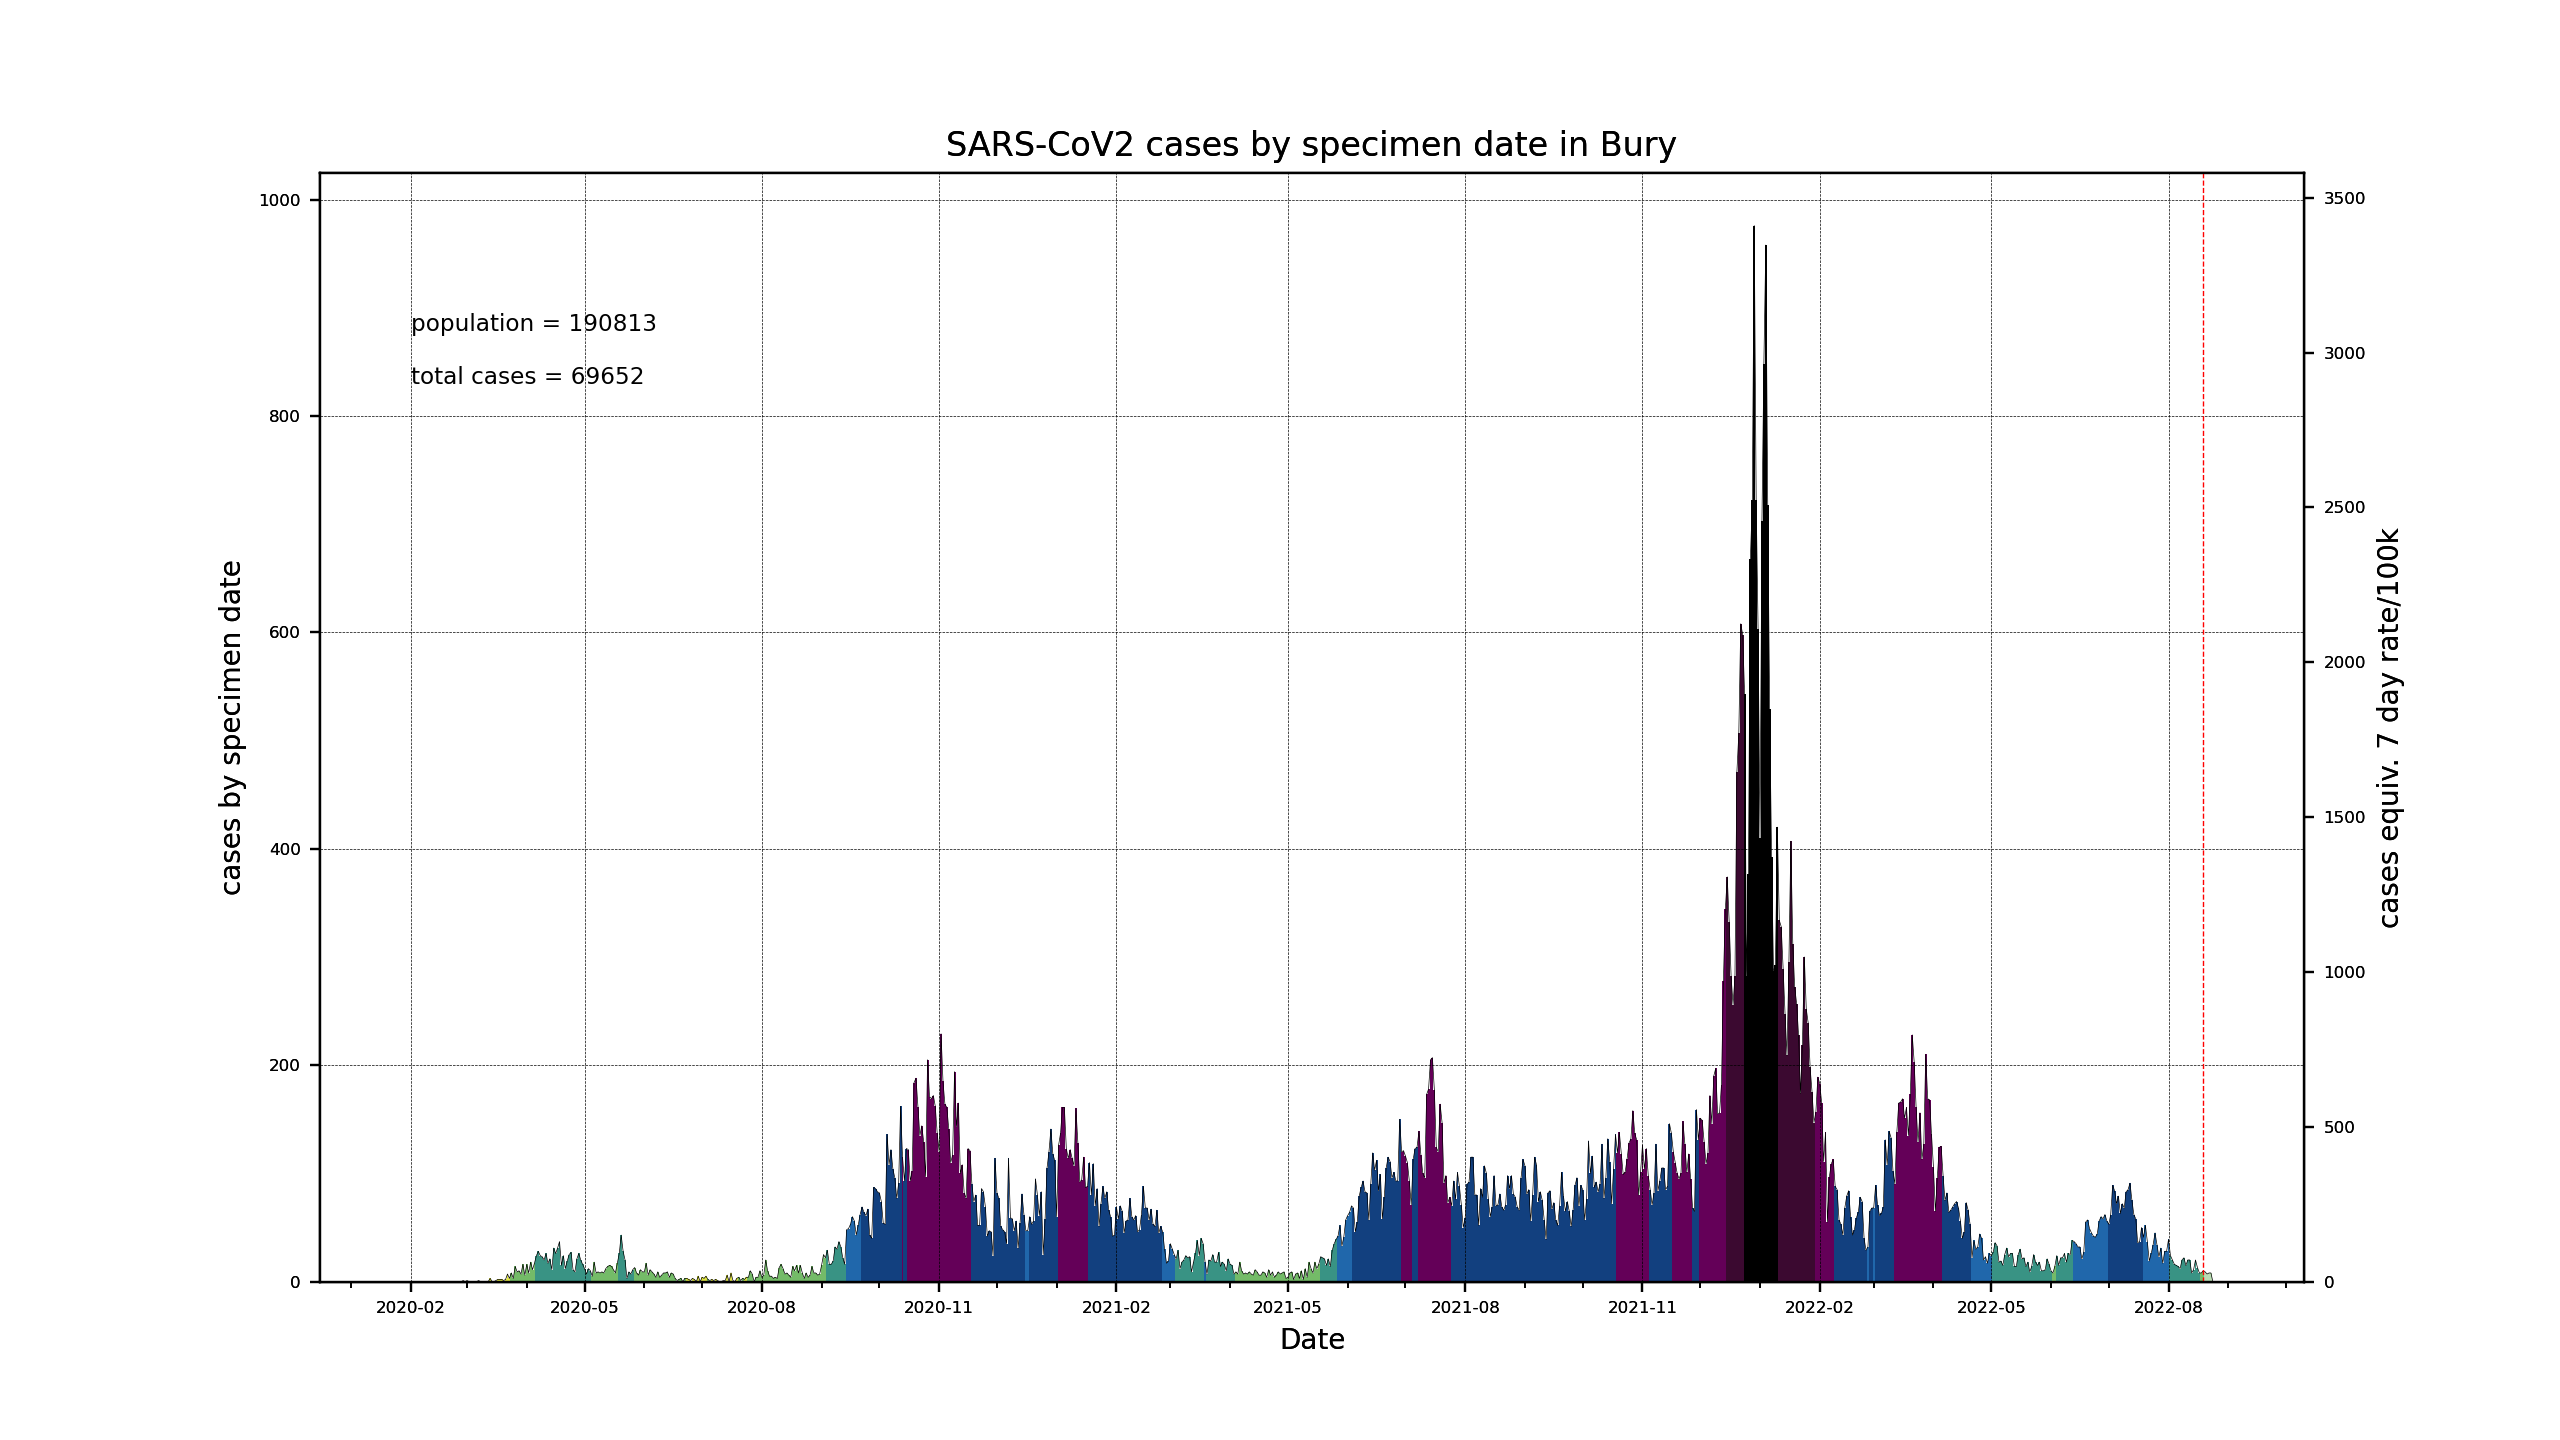 SARS-CoV2 cases by specimen date in Bury
population = 190813
total cases = 69652
cases by specimen date
1000
800
600
400
200
0
3500
3000
2500
2000
1500
1000
500
0
cases equiv. 7 day rate/100k
2020-02 2020-05 2020-08 2020-11 2021-02 2021-05 2021-08 2021-11 2022-02 2022-05 2022-08
Date